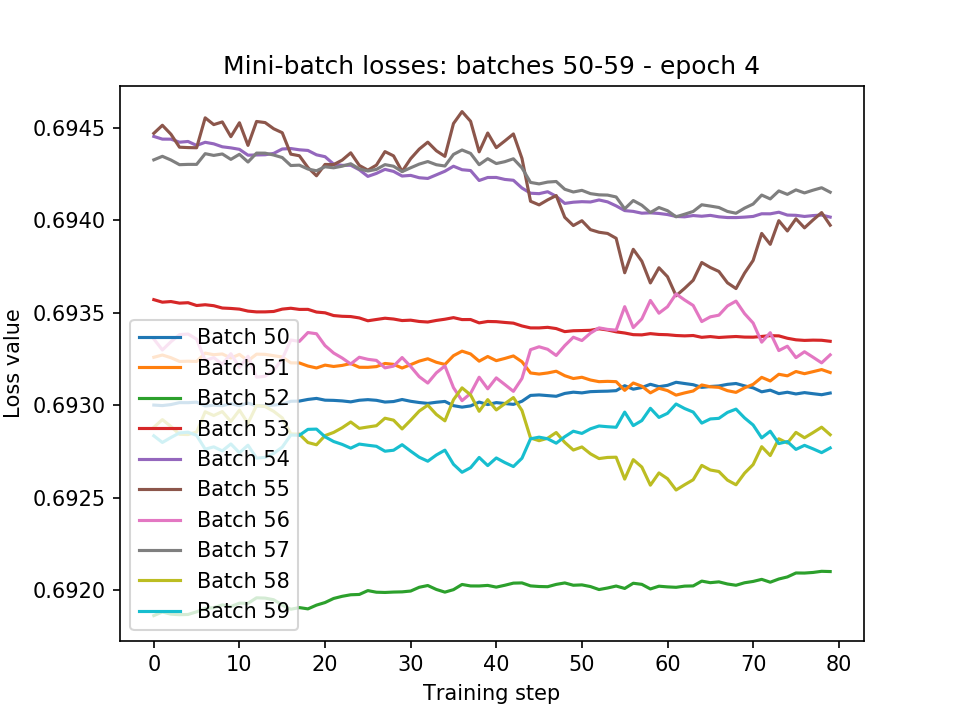 Mini-batch losses: batches 50-59 - epoch 4
Loss value
0.6945
0.6940
0.6935
0.6930
0.6925
0.6920
Batch 50
Batch 51
Batch 52
Batch 53
Batch 54
Batch 55
Batch 56
Batch 57
Batch 58
Batch 59
0 10 20 30 40 50 60 70 80
Training step